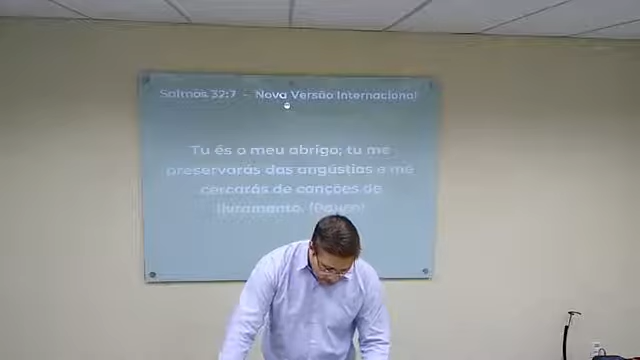 Salmos 32:7 - Nova Versão Internacional
Tu és o meu abrigo; tu me
preservarás das angústias e me
cercarás de canções de
livramento. (Pausa)